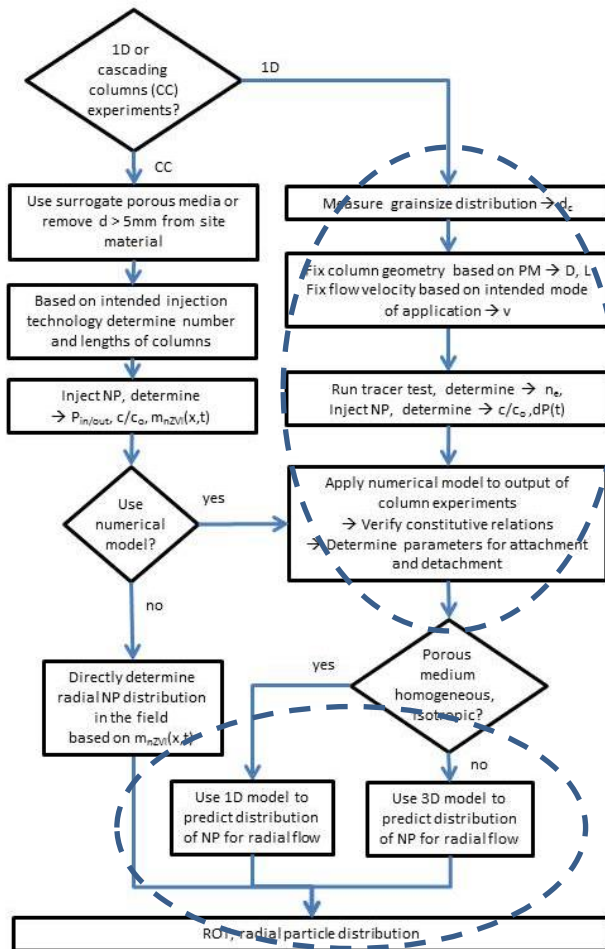 1D or
cascading
columns (CC)
experiments?
1D
CC
Use surrogate porous media or
remove d > 5mm from site
material
Based on intended injection
technology determine number
and lengths of columns
Inject NP, determine
→ P in/out, c/c₀, m nZVI(x,t)
Use
numerical
model?
yes
no
Directly determine
radial NP distribution
in the field
based on m nZVI(x,t)
Measure grainsize distribution → d c
Fix column geometry based on PM → D, L
Fix flow velocity based on intended mode
of application → v
Run tracer test, determine → nₑ,
Inject NP, determine → c/c₀ ,dP(t)
Apply numerical model to output of
column experiments
→ Verify constitutive relations
→ Determine parameters for attachment
and detachment
Porous
medium
homogeneous,
isotropic?
yes
no
Use 1D model to
predict distribution
of NP for radial flow
Use 3D model to
predict distribution
of NP for radial flow
ROI, radial particle distribution